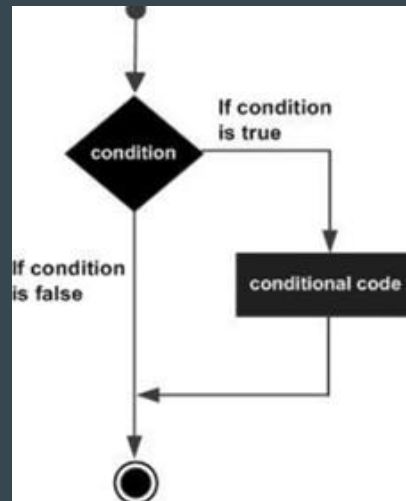 If condition
is true
condition
If condition
is false
conditional code